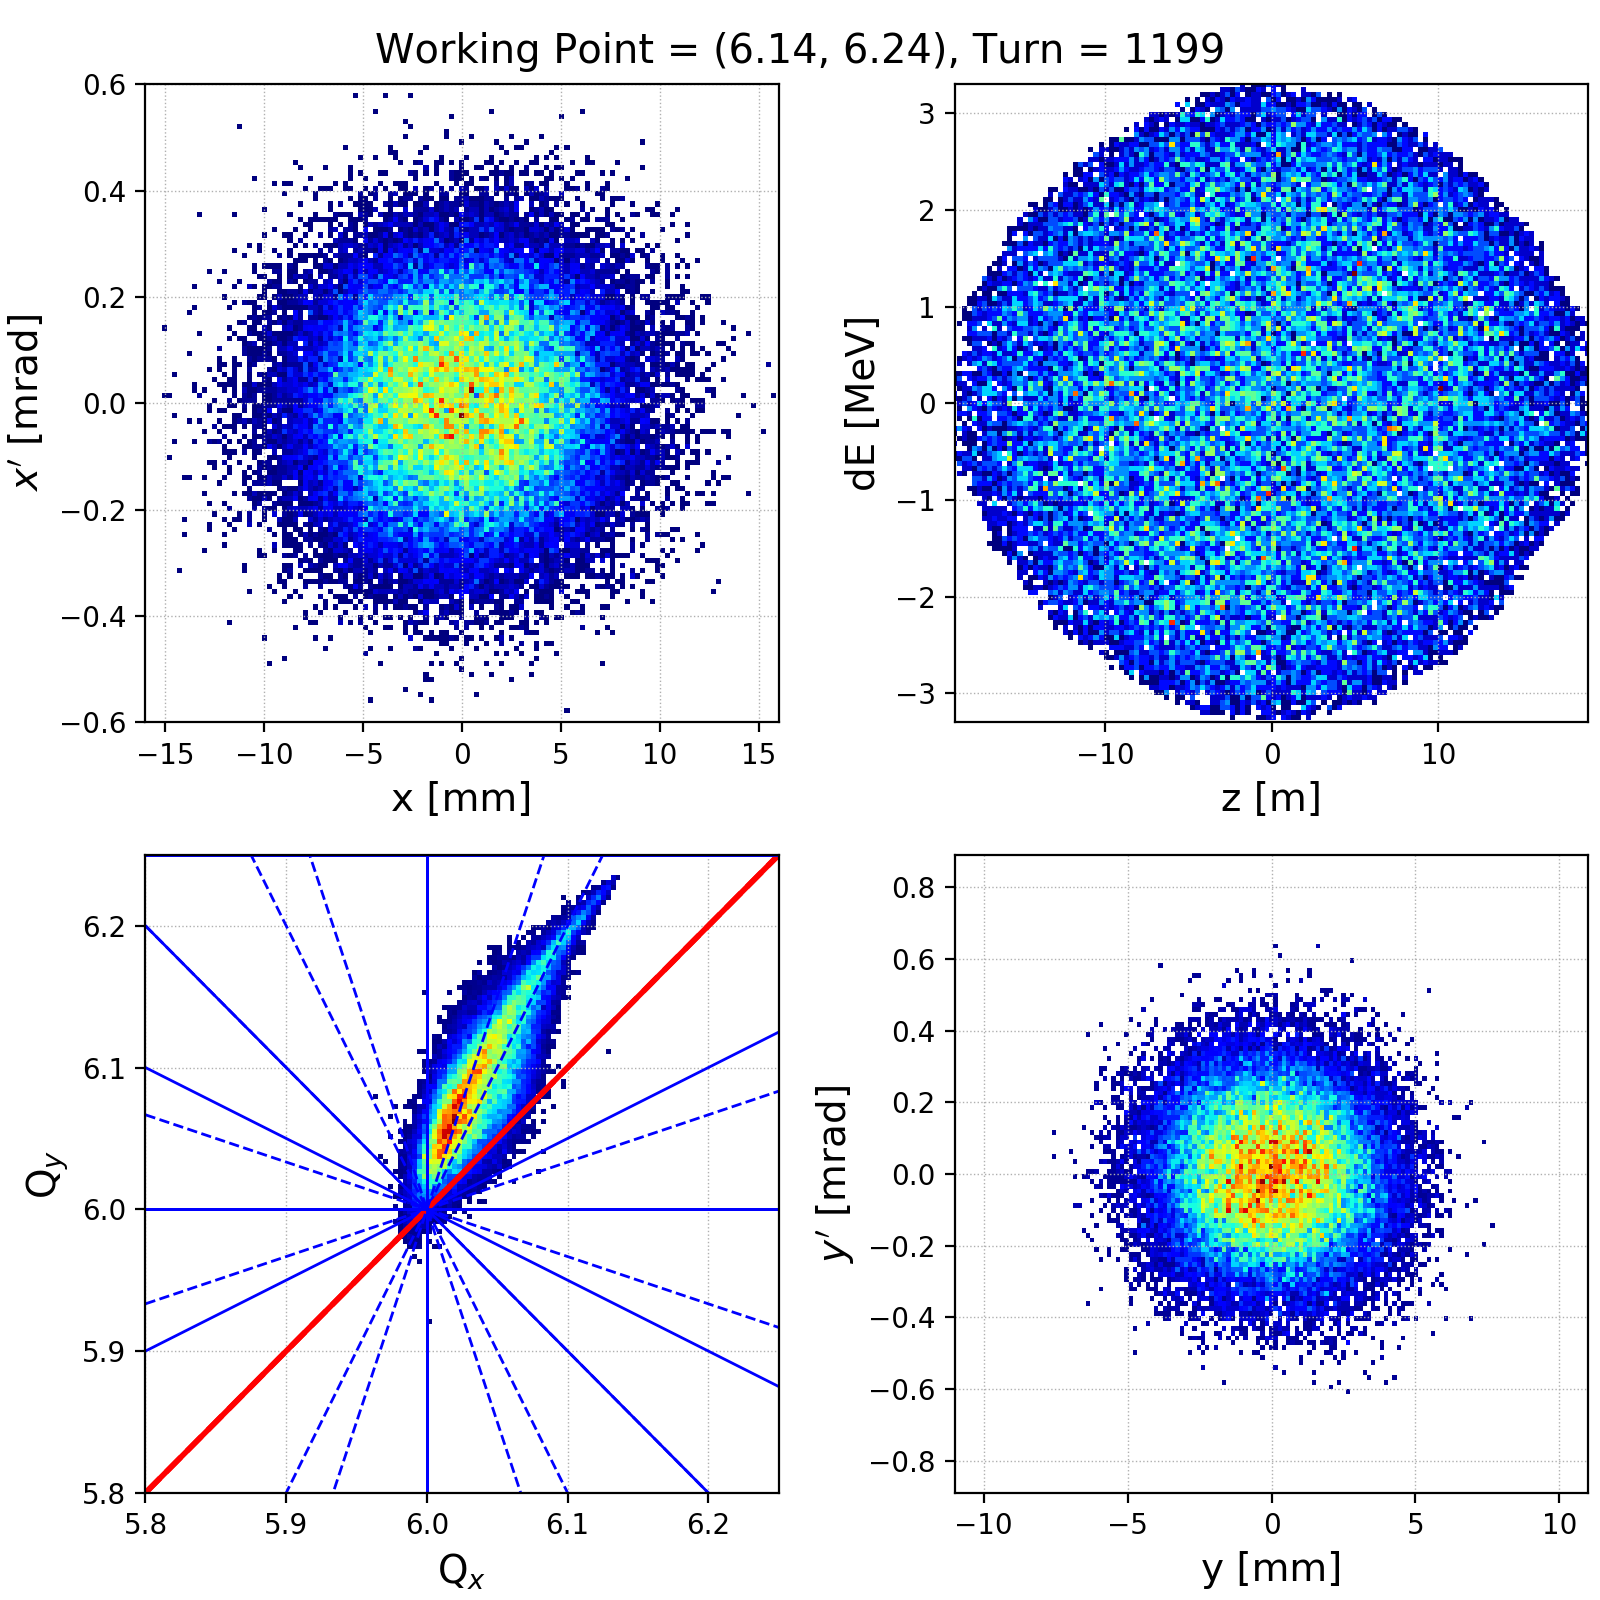 Working Point = (6.14, 6.24), Turn = 1199
0.6
0.4
0.2
0.0
−0.2
−0.4
−0.6
x′ [mrad]
−15 −10 −5 0 5 10 15
x [mm]
3
2
1
0
−1
−2
−3
dE [MeV]
−10 0 10
z [m]
6.2
6.1
6.0
5.9
5.8
Qy
5.8 5.9 6.0 6.1 6.2
Qx
0.8
0.6
0.4
0.2
0.0
−0.2
−0.4
−0.6
−0.8
y′ [mrad]
−10 −5 0 5 10
y [mm]